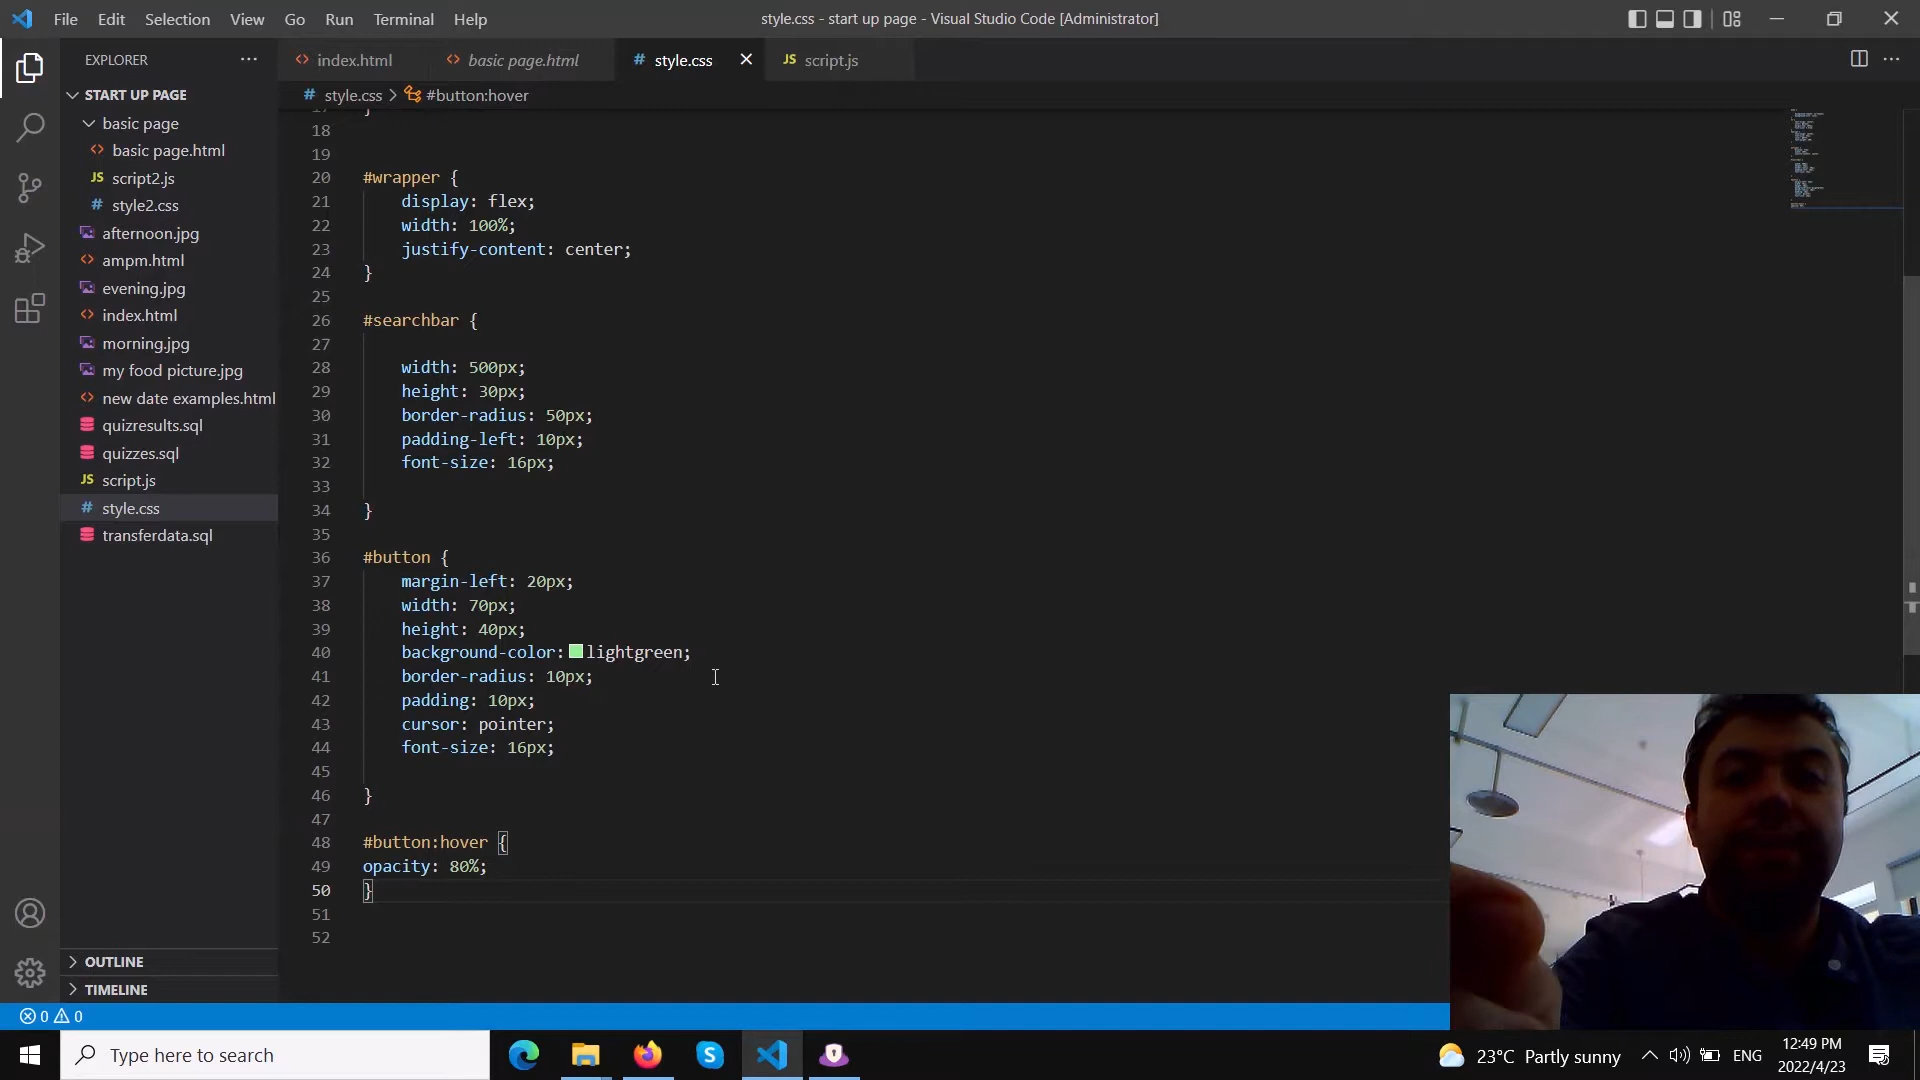 File Edit Selection View Go Run Terminal Help
style.css - start up page - Visual Studio Code [Administrator]
EXPLORER
index.html
basic page.html
style.css
JS script.js
START UP PAGE
style.css > #button:hover
basic page
basic page.html
JS script2.js
# style2.css
afternoon.jpg
ampm.html
evening.jpg
index.html
morning.jpg
my food picture.jpg
new date examples.html
quizresults.sql
quizzes.sql
JS script.js
# style.css
transferdata.sql
17 }
18
19
20 #wrapper {
21 display: flex;
22 width: 100%;
23 justify-content: center;
24 }
25
26 #searchbar {
27
28 width: 500px;
29 height: 30px;
30 border-radius: 50px;
31 padding-left: 10px;
32 font-size: 16px;
33
34 }
35
36 #button {
37 margin-left: 20px;
38 width: 70px;
39 height: 40px;
40 background-color: lightgreen;
41 border-radius: 10px;
42 padding: 10px;
43 cursor: pointer;
44 font-size: 16px;
45
46 }
47
48 #button:hover {
49 opacity: 80%;
50 }
51
52
OUTLINE
TIMELINE
0 0
Type here to search
23°C Partly sunny
ENG
12:49 PM
2022/4/23